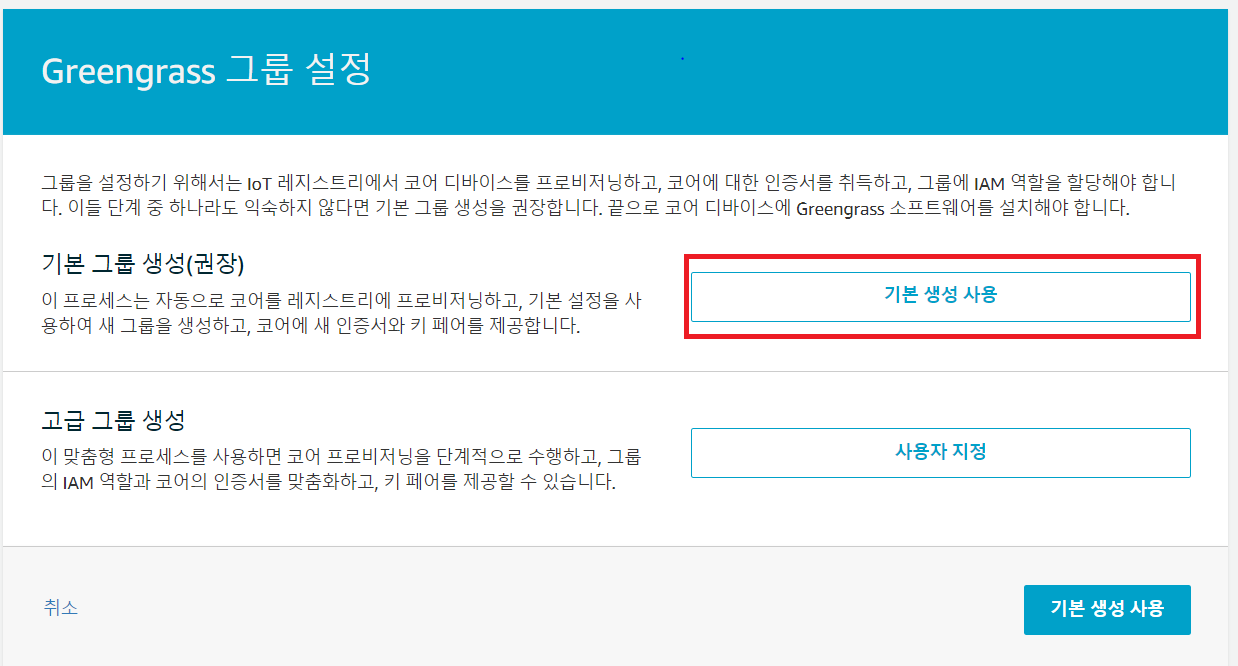 Greengrass 그룹 설정
그룹을 설정하기 위해서는 IoT 레지스트리에서 코어 디바이스를 프로비저닝하고, 코어에 대한 인증서를 취득하고, 그룹에 IAM 역할을 할당해야 합니
다. 이들 단계 중 하나라도 익숙하지 않다면 기본 그룹 생성을 권장합니다. 끝으로 코어 디바이스에 Greengrass 소프트웨어를 설치해야 합니다.
기본 그룹 생성(권장)
이 프로세스는 자동으로 코어를 레지스트리에 프로비저닝하고, 기본 설정을 사
용하여 새 그룹을 생성하고, 코어에 새 인증서와 키 페어를 제공합니다.
기본 생성 사용
고급 그룹 생성
이 맞춤형 프로세스를 사용하면 코어 프로비저닝을 단계적으로 수행하고, 그룹
의 IAM 역할과 코어의 인증서를 맞춤화하고, 키 페어를 제공할 수 있습니다.
사용자 지정
취소
기본 생성 사용